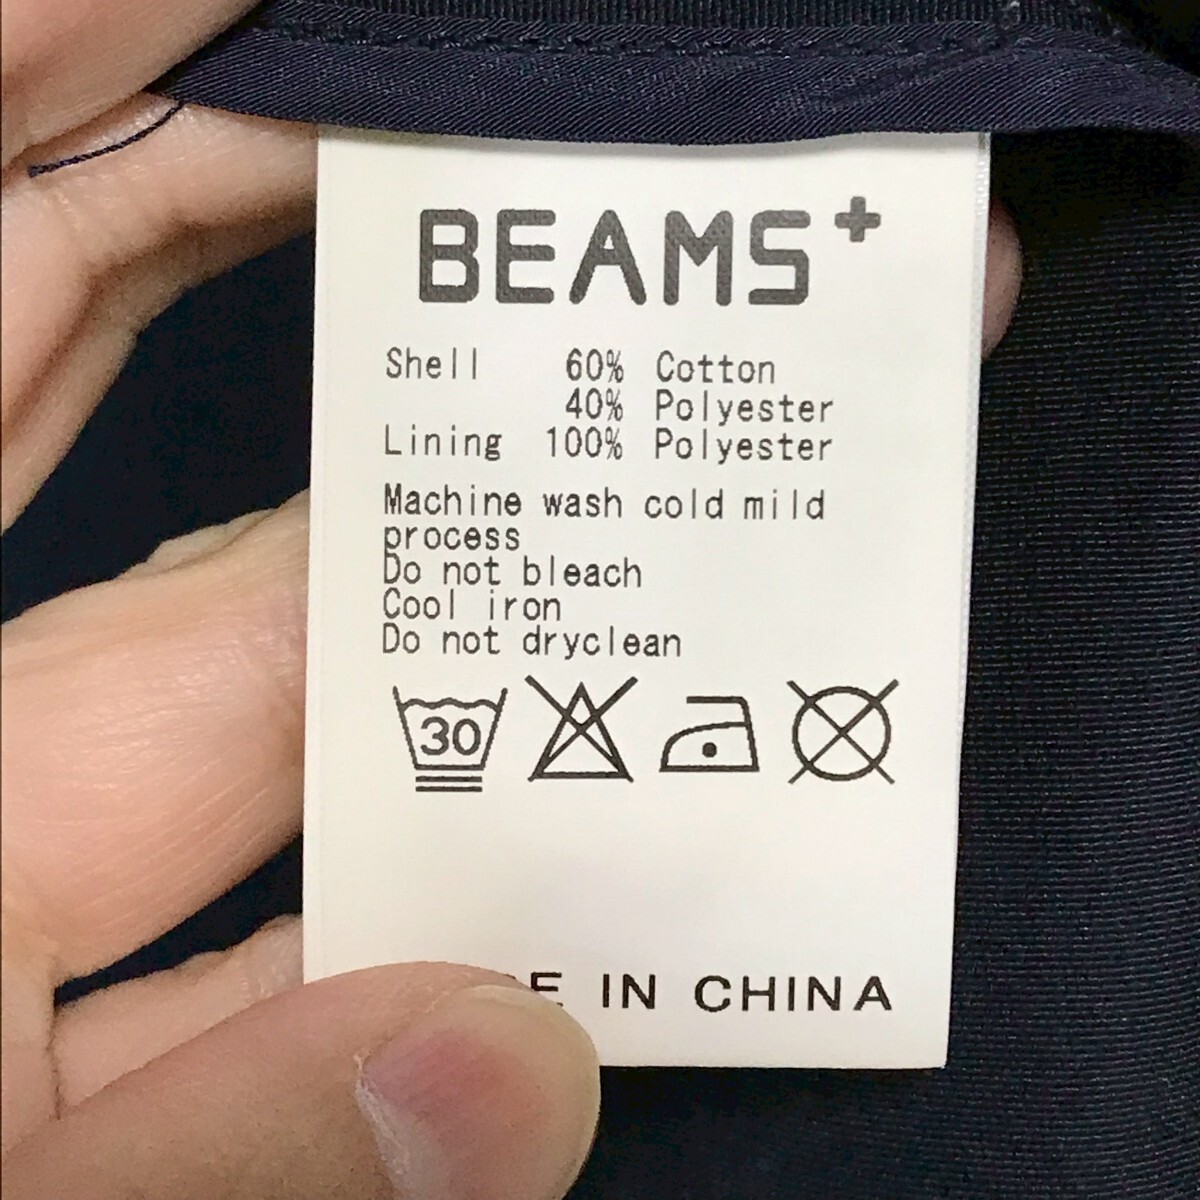 BEAMS+
Shell 60% Cotton
40% Polyester
Lining 100% Polyester
Machine wash cold mild
process
Do not bleach
Cool iron
Do not dryclean
30
IN CHINA